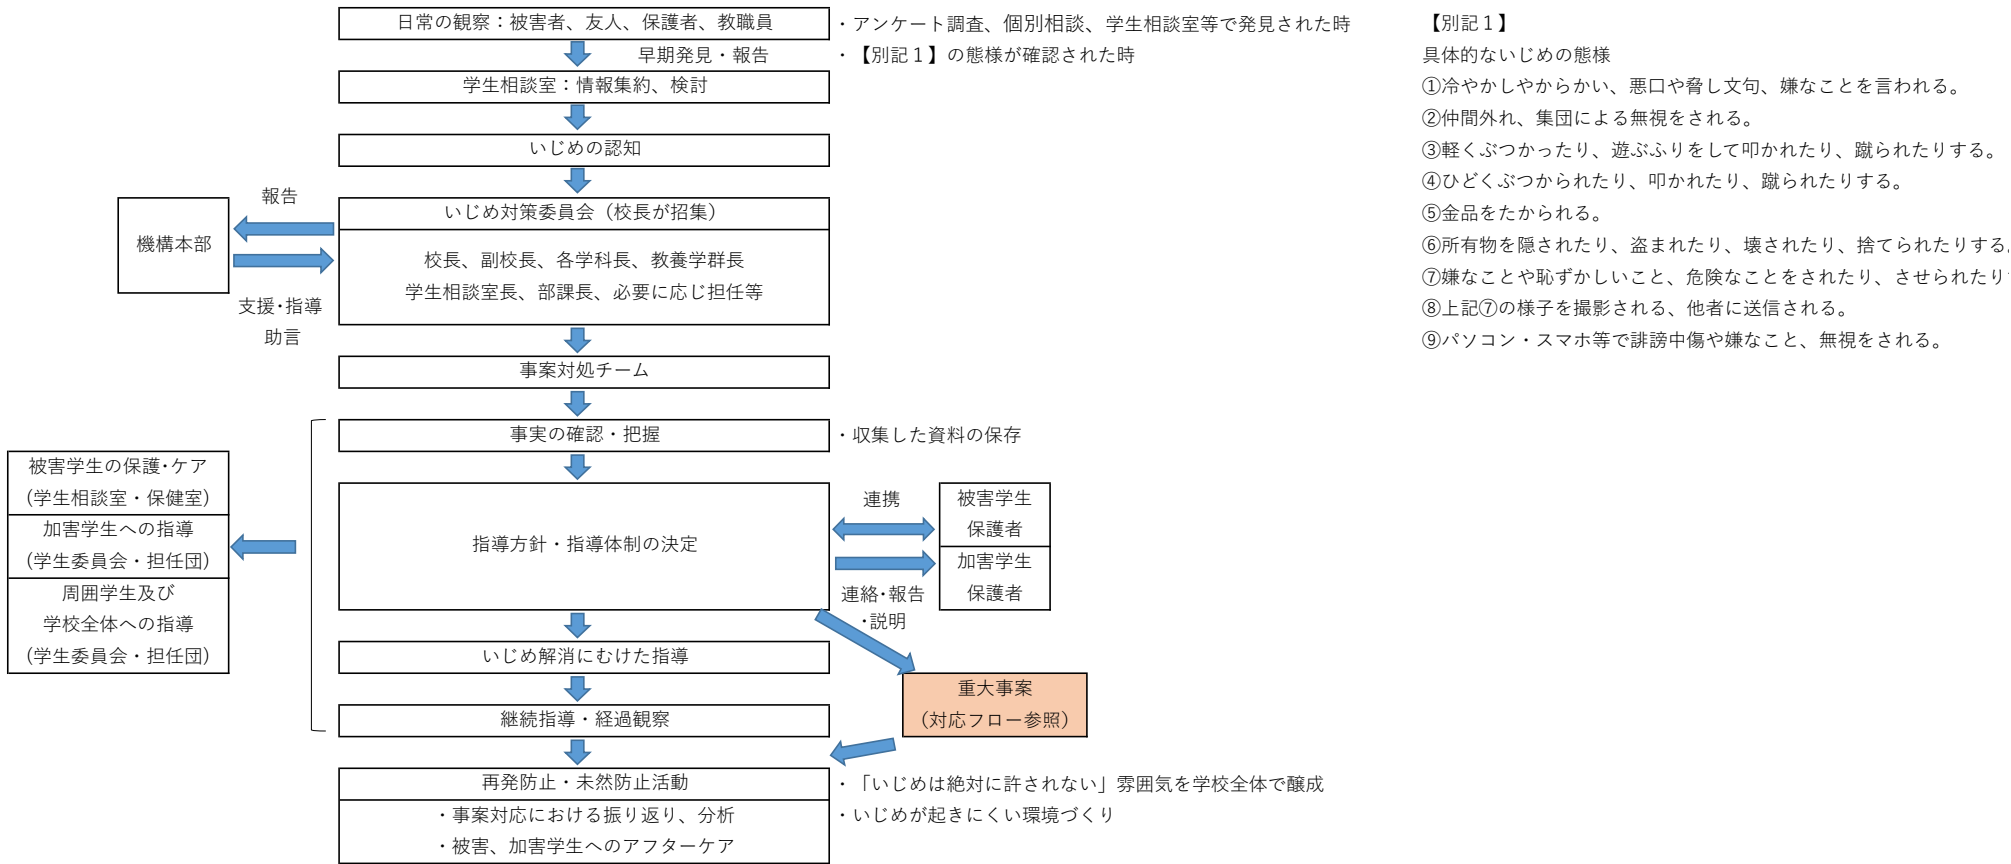 日常の観察：被害者、友人、保護者、教職員
・アンケート調査、個別相談、学生相談室等で発見された時
早期発見・報告
・【別記１】の態様が確認された時
学生相談室：情報集約、検討
いじめの認知
報告
機構本部
支援・指導
助言
いじめ対策委員会（校長が招集）
校長、副校長、各学科長、教養学群長
学生相談室長、部課長、必要に応じ担任等
事案対処チーム
事実の確認・把握
・収集した資料の保存
被害学生の保護・ケア
(学生相談室・保健室)
加害学生への指導
(学生委員会・担任団)
周囲学生及び
学校全体への指導
(学生委員会・担任団)
指導方針・指導体制の決定
連携
被害学生
保護者
加害学生
保護者
連絡・報告
・説明
いじめ解消にむけた指導
重大事案
（対応フロー参照）
継続指導・経過観察
再発防止・未然防止活動
・「いじめは絶対に許されない」雰囲気を学校全体で醸成
・事案対応における振り返り、分析
・いじめが起きにくい環境づくり
・被害、加害学生へのアフターケア
【別記１】
具体的ないじめの態様
①冷やかしやからかい、悪口や脅し文句、嫌なことを言われる。
②仲間外れ、集団による無視をされる。
③軽くぶつかったり、遊ぶふりをして叩かれたり、蹴られたりする。
④ひどくぶつかられたり、叩かれたり、蹴られたりする。
⑤金品をたかられる。
⑥所有物を隠されたり、盗まれたり、壊されたり、捨てられたりする。
⑦嫌なことや恥ずかしいこと、危険なことをされたり、させられたり
⑧上記⑦の様子を撮影される、他者に送信される。
⑨パソコン・スマホ等で誹謗中傷や嫌なこと、無視をされる。